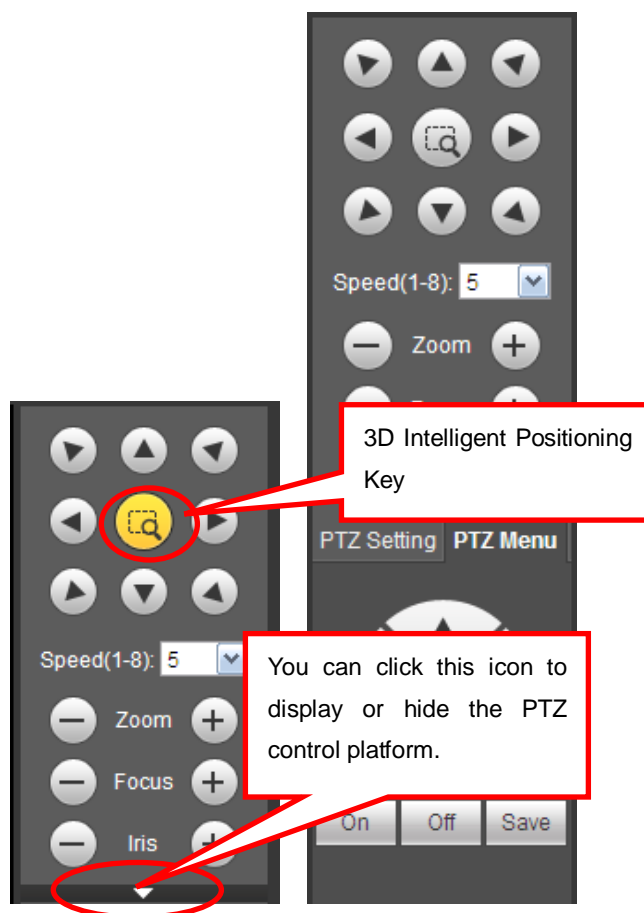 Speed(1-8): 5
Zoom
3D Intelligent Positioning
Key
PTZ Setting PTZ Menu
Speed(1-8): 5
Zoom
Focus
Iris
You can click this icon to
display or hide the PTZ
control platform.
On Off Save